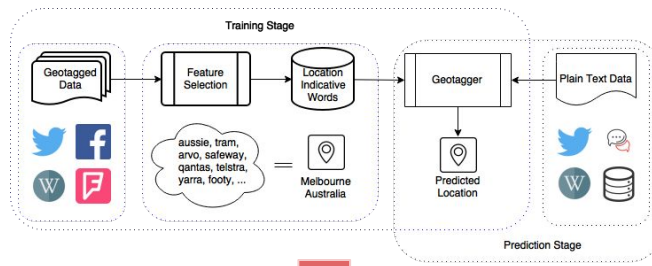 Training Stage
Geotagged
Data
Feature
Selection
Location
Indicative
Words
Geotagger
Plain Text Data
aussie, tram,
arvo, safeway,
qantas, telstra,
yarra, footy, ...
=
Melbourne
Australia
Predicted
Location
W
W
Prediction Stage